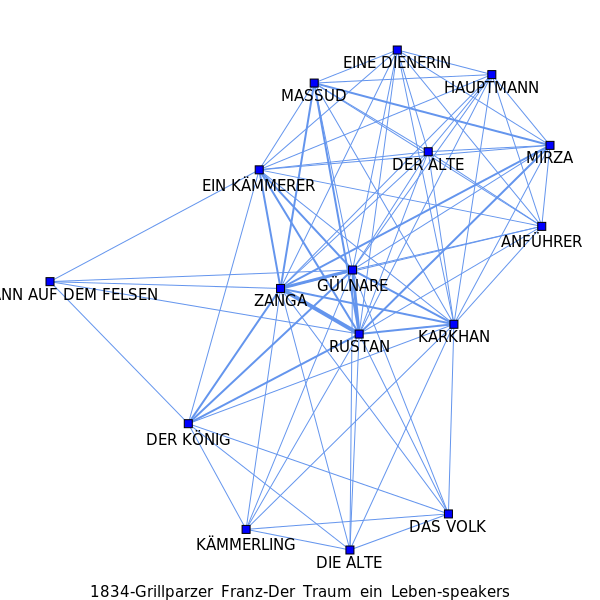 EINE DIENERIN
HAUPTMANN
MASSUD
MIRZA
DER ALTE
EIN KÄMMERER
ANFÜHRER
GÜLNARE
ANN AUF DEM FELSEN
ZANGA
KARKHAN
RUSTAN
DER KÖNIG
DAS VOLK
KÄMMERLING
DIE ALTE
1834-Grillparzer Franz-Der Traum ein Leben-speakers